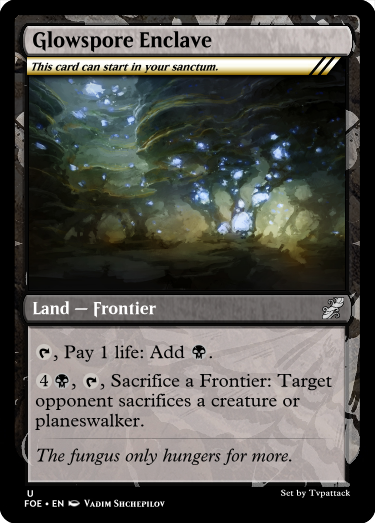 Glowspore Enclave
This card can start in your sanctum.
Land — Frontier
, Pay 1 life: Add .
4 , , Sacrifice a Frontier: Target
opponent sacrifices a creature or
planeswalker.
The fungus only hungers for more.
U
FOE • EN Vadim Shchepilov
Set by Tvpattack